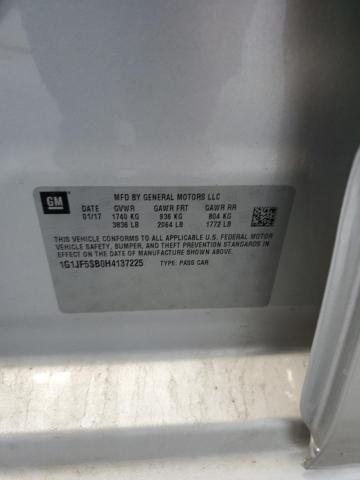 GM
MFD BY GENERAL MOTORS LLC
DATE GVWR GAWR FRT GAWR RR
01/17 1740 KG 936 KG 804 KG
3836 LB 2064 LB 1772 LB
THIS VEHICLE CONFORMS TO ALL APPLICABLE U.S. FEDERAL MOTOR
VEHICLE SAFETY, BUMPER, AND THEFT PREVENTION STANDARDS
IN EFFECT ON THE DATE OF MANUFACTURE SHOWN ABOVE.
1G1JF5SB0H4137225 TYPE: PASS CAR